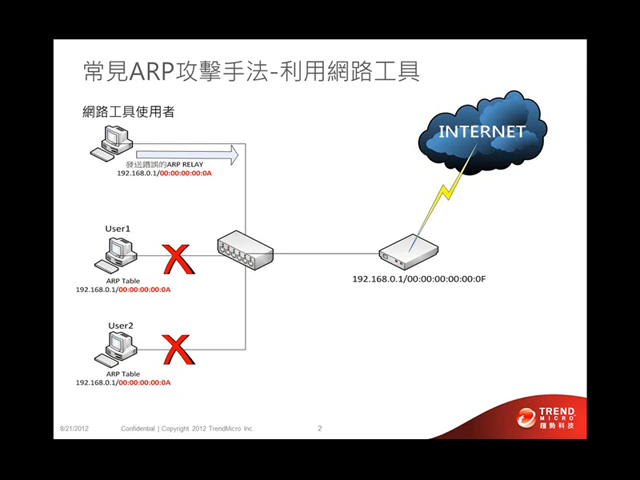 常見ARP攻擊手法-利用網路工具
網路工具使用者
INTERNET
發送錯誤的ARP RELAY
192.168.0.1/00:00:00:00:0A
User1
ARP Table
192.168.0.1/00:00:00:00:0A
192.168.0.1/00:00:00:00:00:0F
User2
ARP Table
192.168.0.1/00:00:00:00:0A
8/21/2012
Confidential | Copyright 2012 TrendMicro Inc.
2
TREND
MICRO
趨勢科技